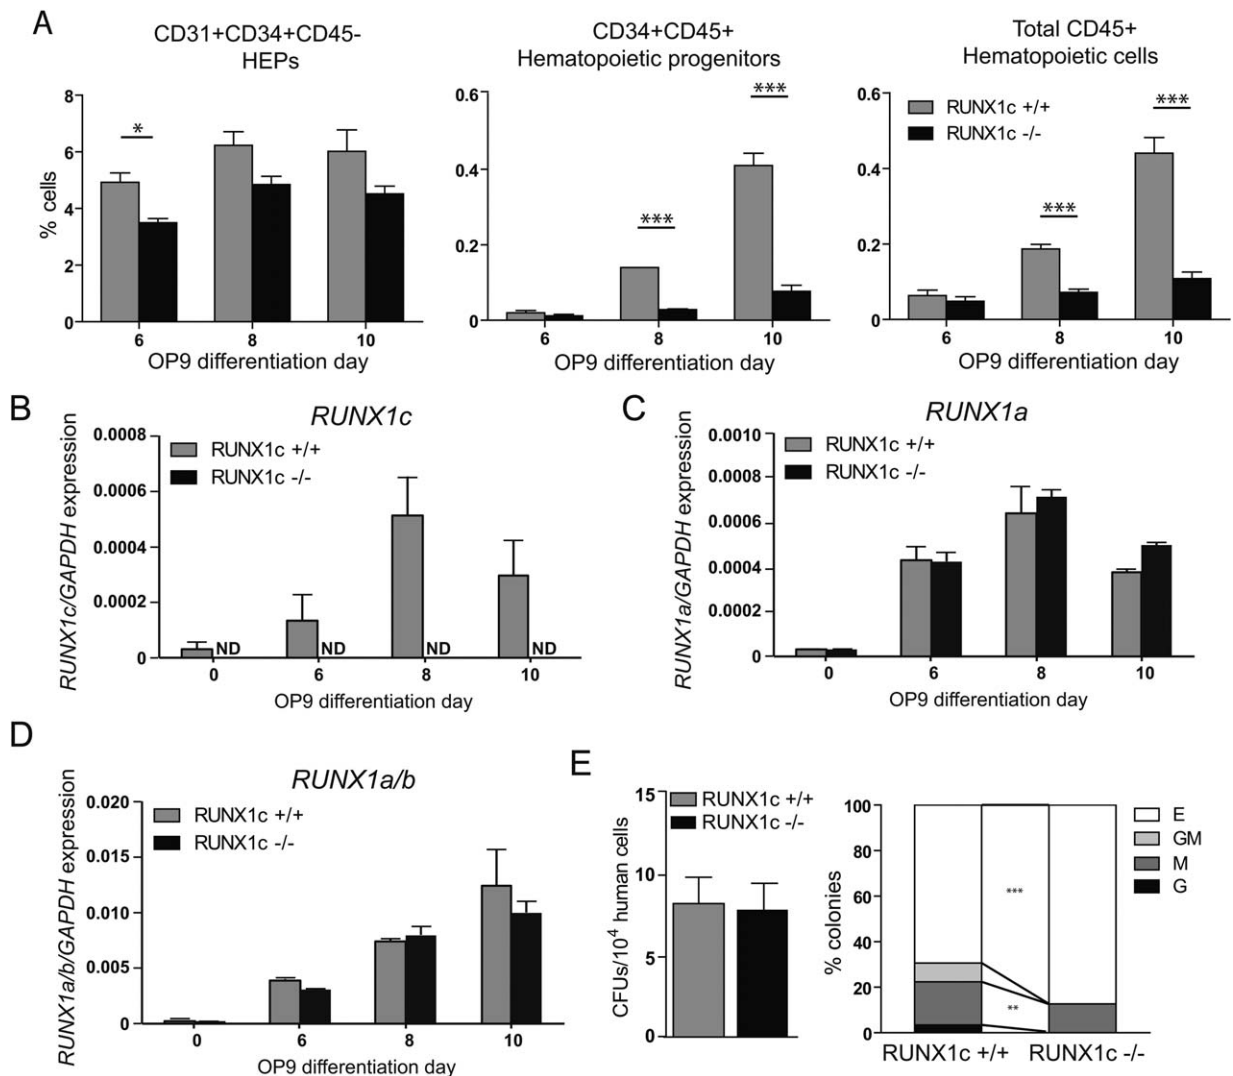 A
CD31+CD34+CD45-
HEPs
CD34+CD45+
Hematopoietic progenitors
Total CD45+
Hematopoietic cells
% cells
8
6
4
2
0
*
6
8
10
OP9 differentiation day
0.6
0.4
0.2
0
***
***
6
8
10
OP9 differentiation day
0.6
0.4
0.2
0
RUNX1c +/+
RUNX1c -/-
***
***
6
8
10
OP9 differentiation day
B
RUNX1c
RUNX1c/GAPDH expression
0.0008
0.0006
0.0004
0.0002
0
RUNX1c +/+
RUNX1c -/-
ND
ND
ND
ND
0
6
8
10
OP9 differentiation day
C
RUNX1a
RUNX1a/GAPDH expression
0.0010
0.0008
0.0006
0.0004
0.0002
0
RUNX1c +/+
RUNX1c -/-
0
6
8
10
OP9 differentiation day
D
RUNX1a/b
RUNX1a/b/GAPDH expression
0.020
0.015
0.010
0.005
0
RUNX1c +/+
RUNX1c -/-
0
6
8
10
OP9 differentiation day
E
CFUs/10⁴ human cells
15
10
5
0
RUNX1c +/+
RUNX1c -/-
% colonies
100
80
60
40
20
0
***
**
E
GM
M
G
RUNX1c +/+
RUNX1c -/-